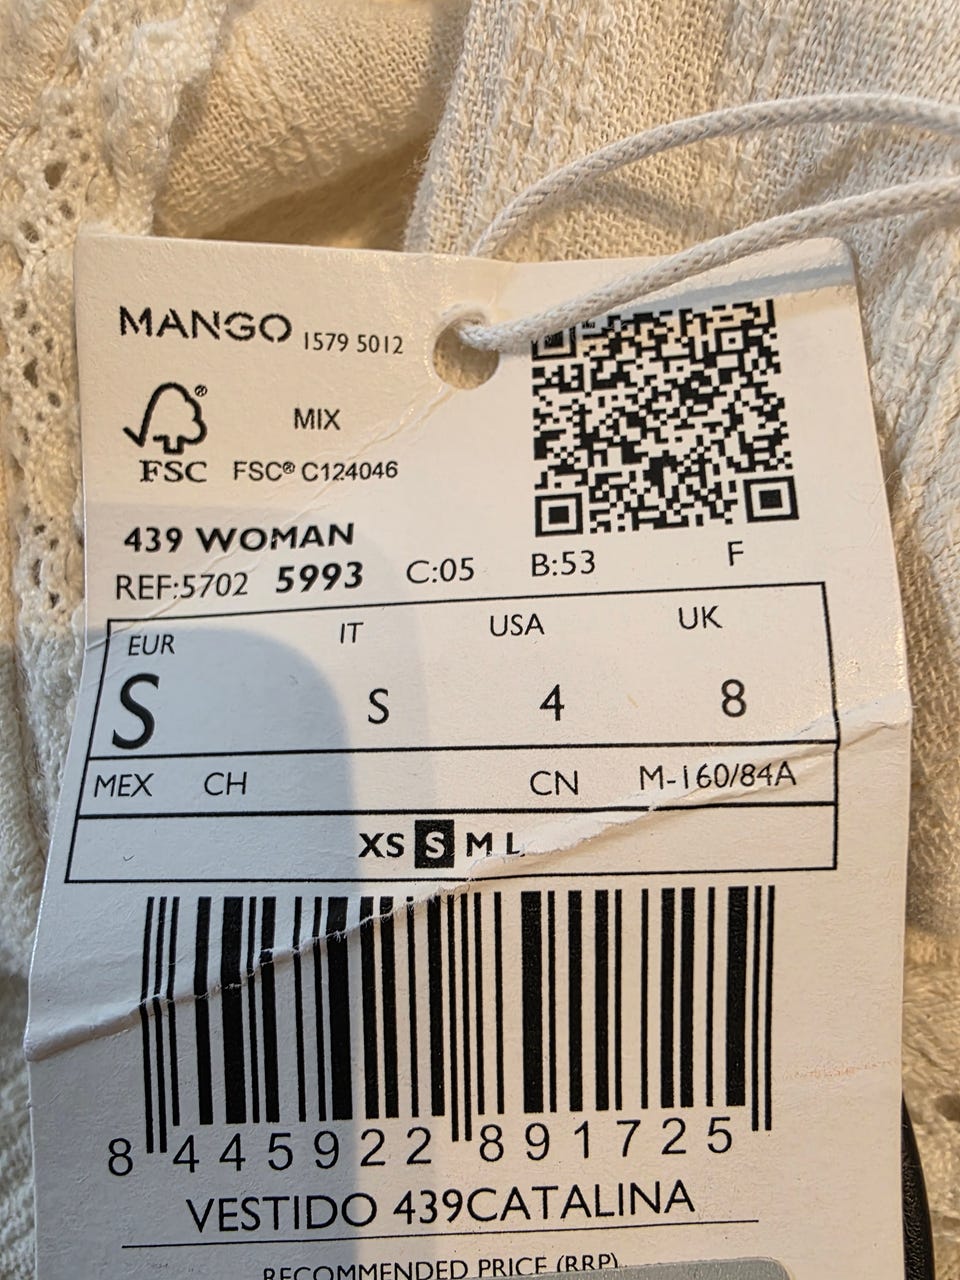 MANGO 1579 5012
MIX
FSC® FSC® C124046
439 WOMAN
REF:5702 5993 C:05 B:53 F
EUR IT USA UK
S S 4 8
MEX CH CN M-160/84A
XS S M L
8 445922 891725
VESTIDO 439CATALINA
RECOMMENDED PRICE (RRP)